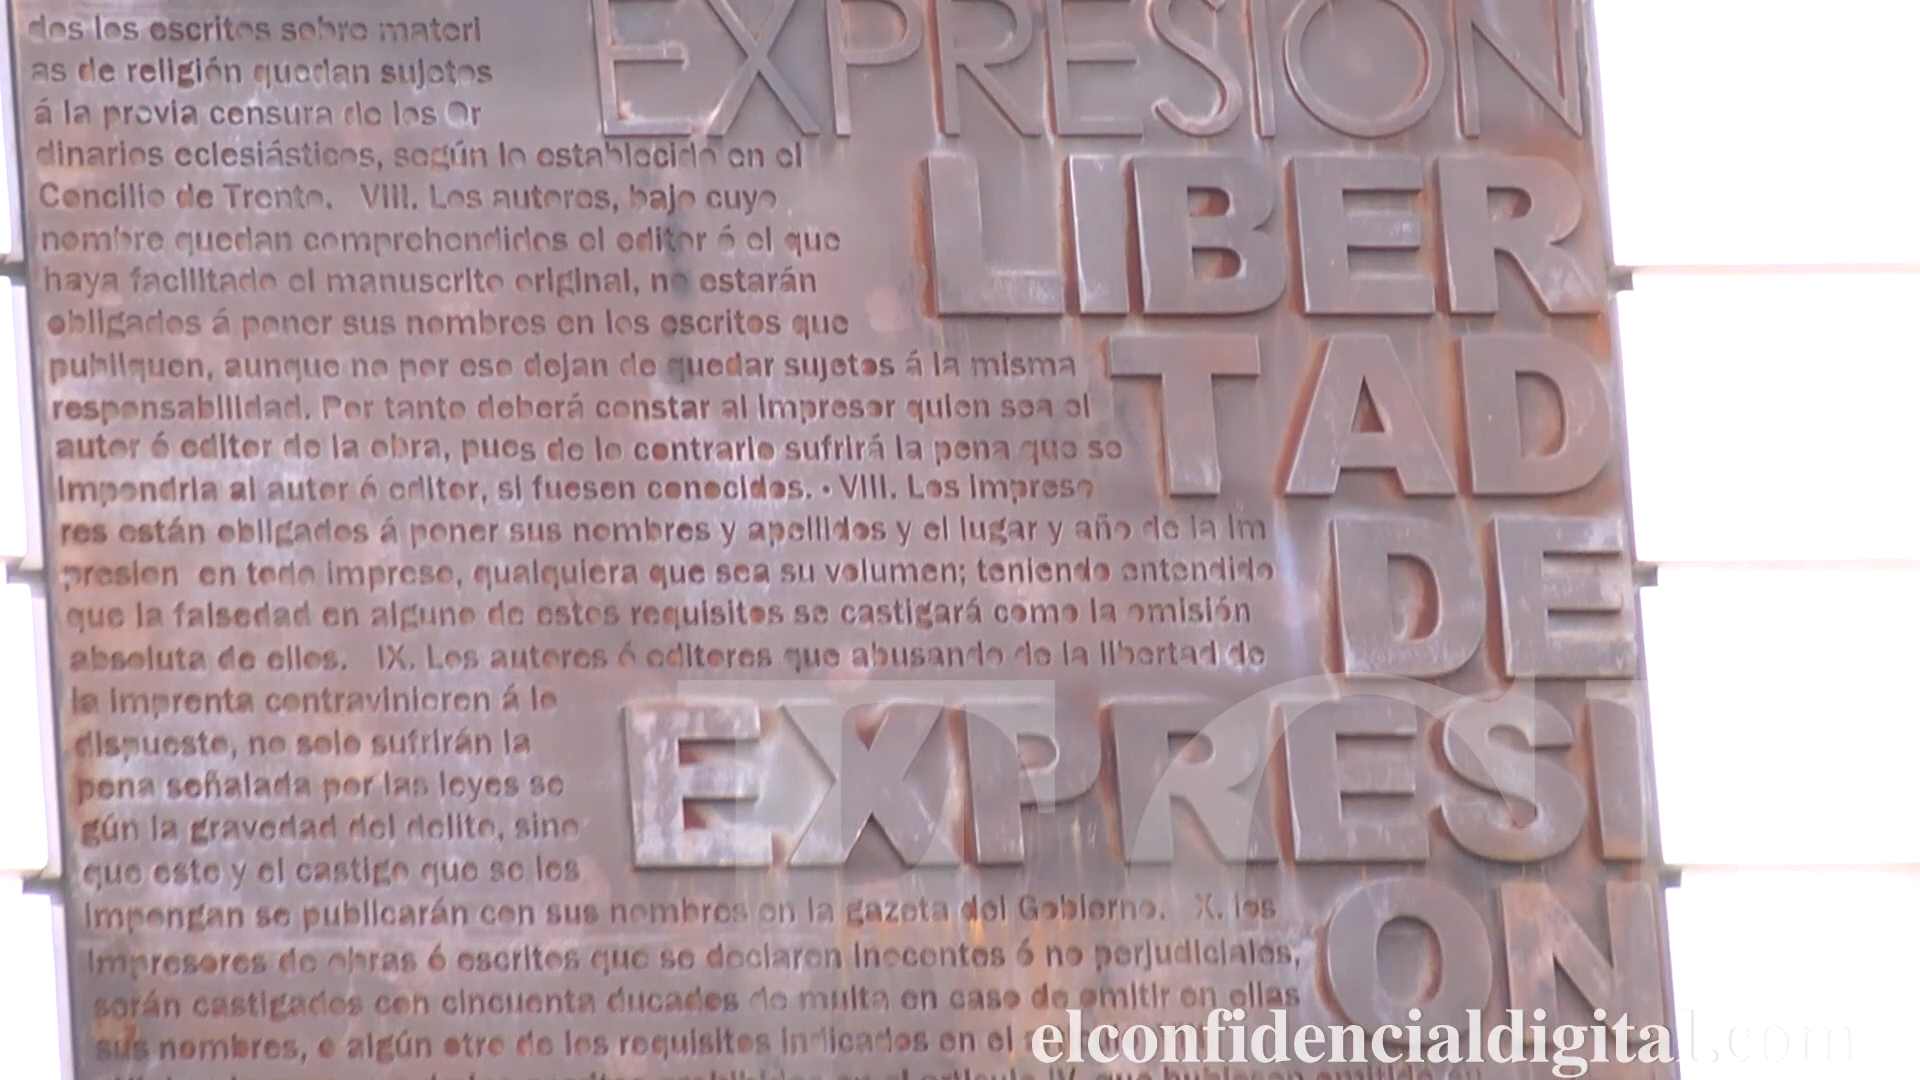 EXPRESION
dos los escritos sobre materi
as de religión quedan sujetos
á la previa censura de los Or
dinarios eclesiásticos, según lo establecido en el
Concilio de Trento. VIII. Los autores, bajo cuyo
nombre quedan comprehendidos el editor ó el que
haya facilitado el manuscrito original, no estarán
obligados á poner sus nombres en los escritos que
publiquen, aunque no por eso dejan de quedar sujetos á la misma
responsabilidad. Por tanto deberá constar al impresor quien sea el
autor ó editor de la obra, pues de lo contrario sufrirá la pena que se
impondria al autor ó editor, si fuesen conocidos. • VIII. Los impreso
res están obligados á poner sus nombres y apellidos y el lugar y año de la im
presion en todo impreso, qualquiera que sea su volumen; teniendo entendido
que la falsedad en alguno de estos requisitos se castigará como la omisión
absoluta de ellos. IX. Los autores ó editores que abusando de la libertad de
la imprenta contravinieren á lo
dispuesto, no solo sufrirán la
pena señalada por las leyes se
gún la gravedad del delito, sino
que este y el castigo que se les
impongan se publicarán con sus nombres en la gazeta del Gobierno. X. los
impresores de obras ó escritos que se declaren inocentes ó no perjudiciales,
serán castigados con cincuenta ducados de multa en caso de omitir en ellas
sus nombres, o algún otro de los requisitos indicados en el
LIBER
TAD
DE
EXPRESI
ON
elconfidencialdigital.com